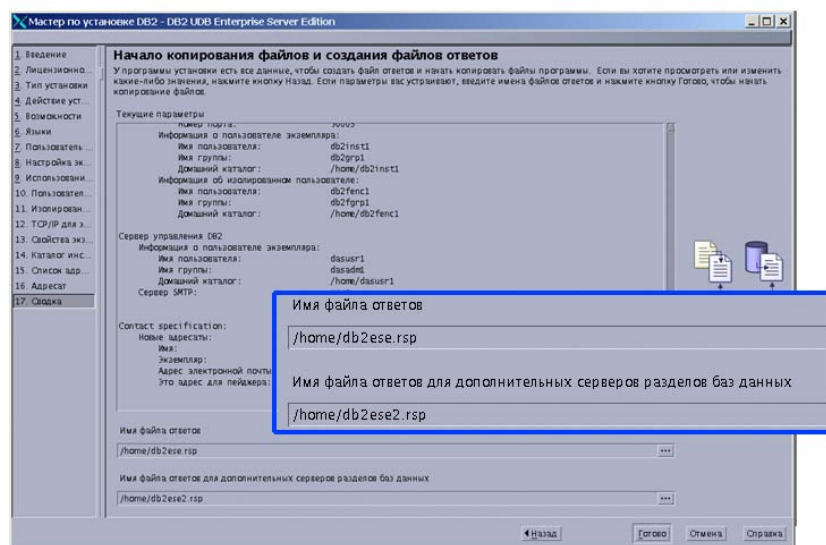 Мастер по установке DB2 - DB2 UDB Enterprise Server Edition
1. Введение
2. Лицензионно...
3. Тип установки
4. Действие уст...
5. Возможности
6. Языки
7. Пользователь ...
8. Настройка эк...
9. Использовани...
10. Пользовател...
11. Изолирован...
12. TCP/IP для э...
13. Свойства экз...
14. Каталог инс...
15. Список адр...
16. Адресат
17. Сводка
Начало копирования файлов и создания файлов ответов
У программы установки есть все данные, чтобы создать файл ответов и начать копировать файлы программы. Если вы хотите просмотреть или изменить
какие-либо значения, нажмите кнопку Назад. Если параметры вас устраивают, введите имена файлов ответов и нажмите кнопку Готово, чтобы начать
копирование файлов.
Текущие параметры
Номер порта: 50005
Информация о пользователе экземпляра:
Имя пользователя: db2inst1
Имя группы: db2grp1
Домашний каталог: /home/db2inst1
Информация об изолированном пользователе:
Имя пользователя: db2fenc1
Имя группы: db2fgrp1
Домашний каталог: /home/db2fenc1
Сервер управления DB2
Информация о пользователе экземпляра:
Имя пользователя: dasusr1
Имя группы: dasadm1
Домашний каталог: /home/dasusr1
Сервер SMTP:
Contact specification:
Новые адресаты:
Имя:
Экземпляр:
Адрес электронной почты
Это адрес для пейджера:
Имя файла ответов
/home/db2ese.rsp
Имя файла ответов для дополнительных серверов разделов баз данных
/home/db2ese2.rsp
Имя файла ответов
/home/db2ese.rsp
...
Имя файла ответов для дополнительных серверов разделов баз данных
/home/db2ese2.rsp
...
Назад Готово Отмена Справка